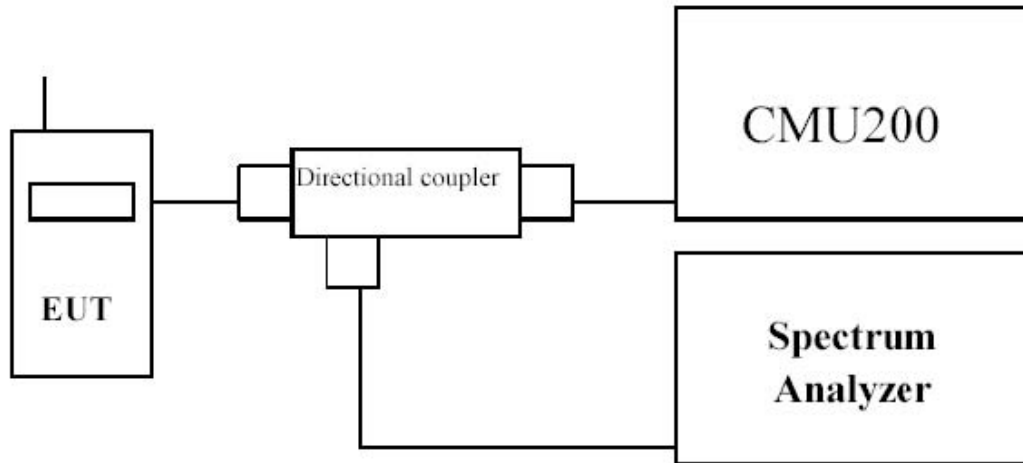 CMU200
Directional coupler
EUT
Spectrum
Analyzer